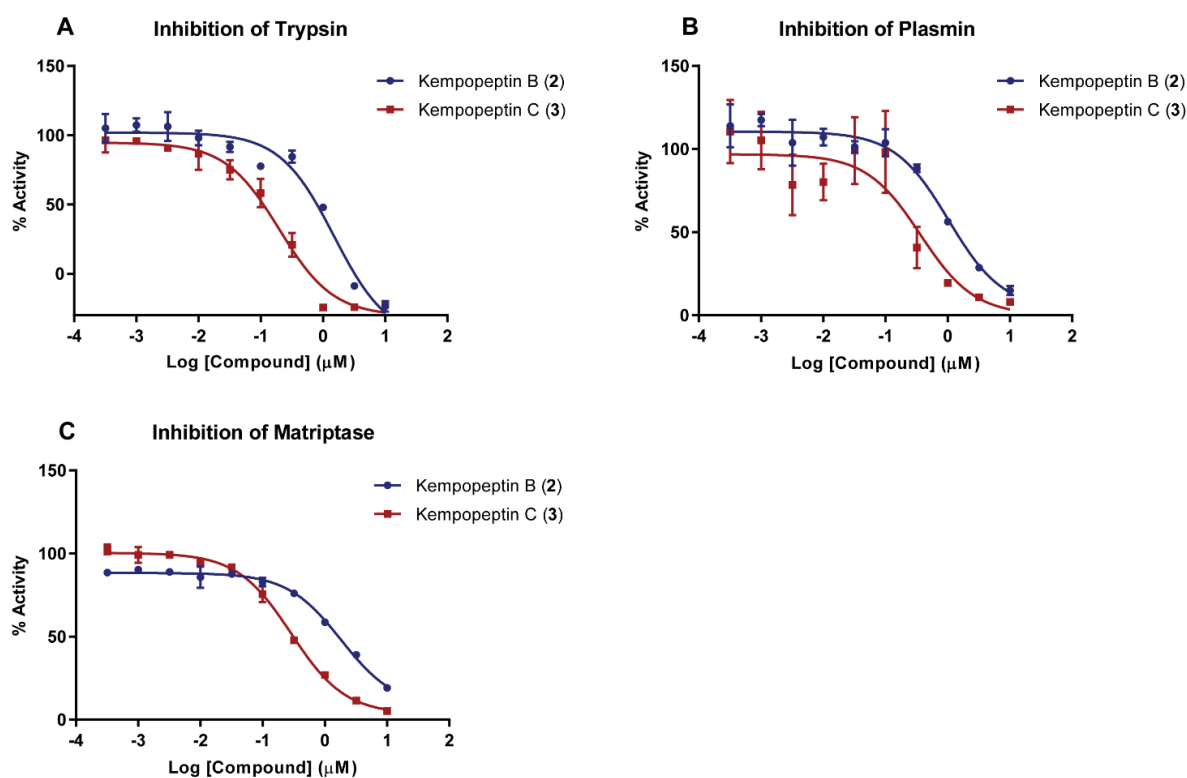 A Inhibition of Trypsin
Kempopeptin B (2)
Kempopeptin C (3)
150
100
50
0
% Activity
-4 -3 -2 -1 0 1 2
Log [Compound] (μM)
B Inhibition of Plasmin
Kempopeptin B (2)
Kempopeptin C (3)
150
100
50
0
% Activity
-4 -3 -2 -1 0 1 2
Log [Compound] (μM)
C Inhibition of Matriptase
Kempopeptin B (2)
Kempopeptin C (3)
150
100
50
0
% Activity
-4 -3 -2 -1 0 1 2
Log [Compound] (μM)